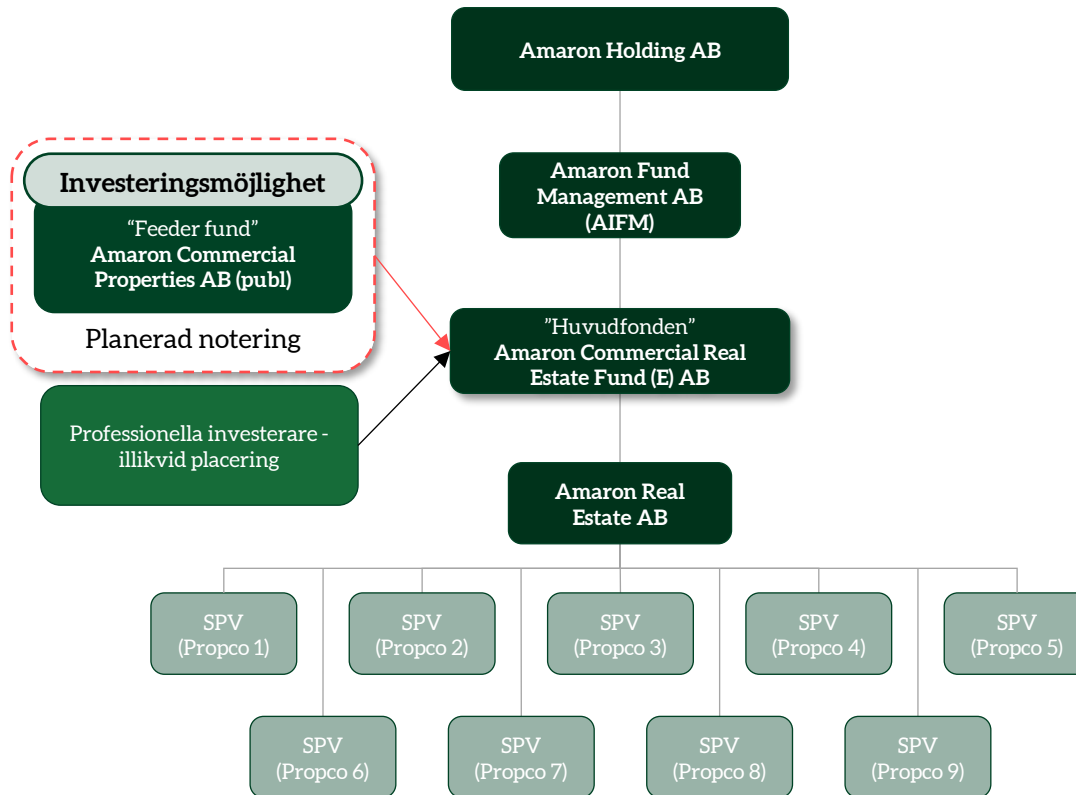 Amaron Holding AB
Amaron Fund
Management AB
(AIFM)
Investeringsmöjlighet
“Feeder fund”
Amaron Commercial
Properties AB (publ)
Planerad notering
”Huvudfonden”
Amaron Commercial Real
Estate Fund (E) AB
Professionella investerare -
illikvid placering
Amaron Real
Estate AB
SPV
(Propco 1)
SPV
(Propco 2)
SPV
(Propco 3)
SPV
(Propco 4)
SPV
(Propco 5)
SPV
(Propco 6)
SPV
(Propco 7)
SPV
(Propco 8)
SPV
(Propco 9)